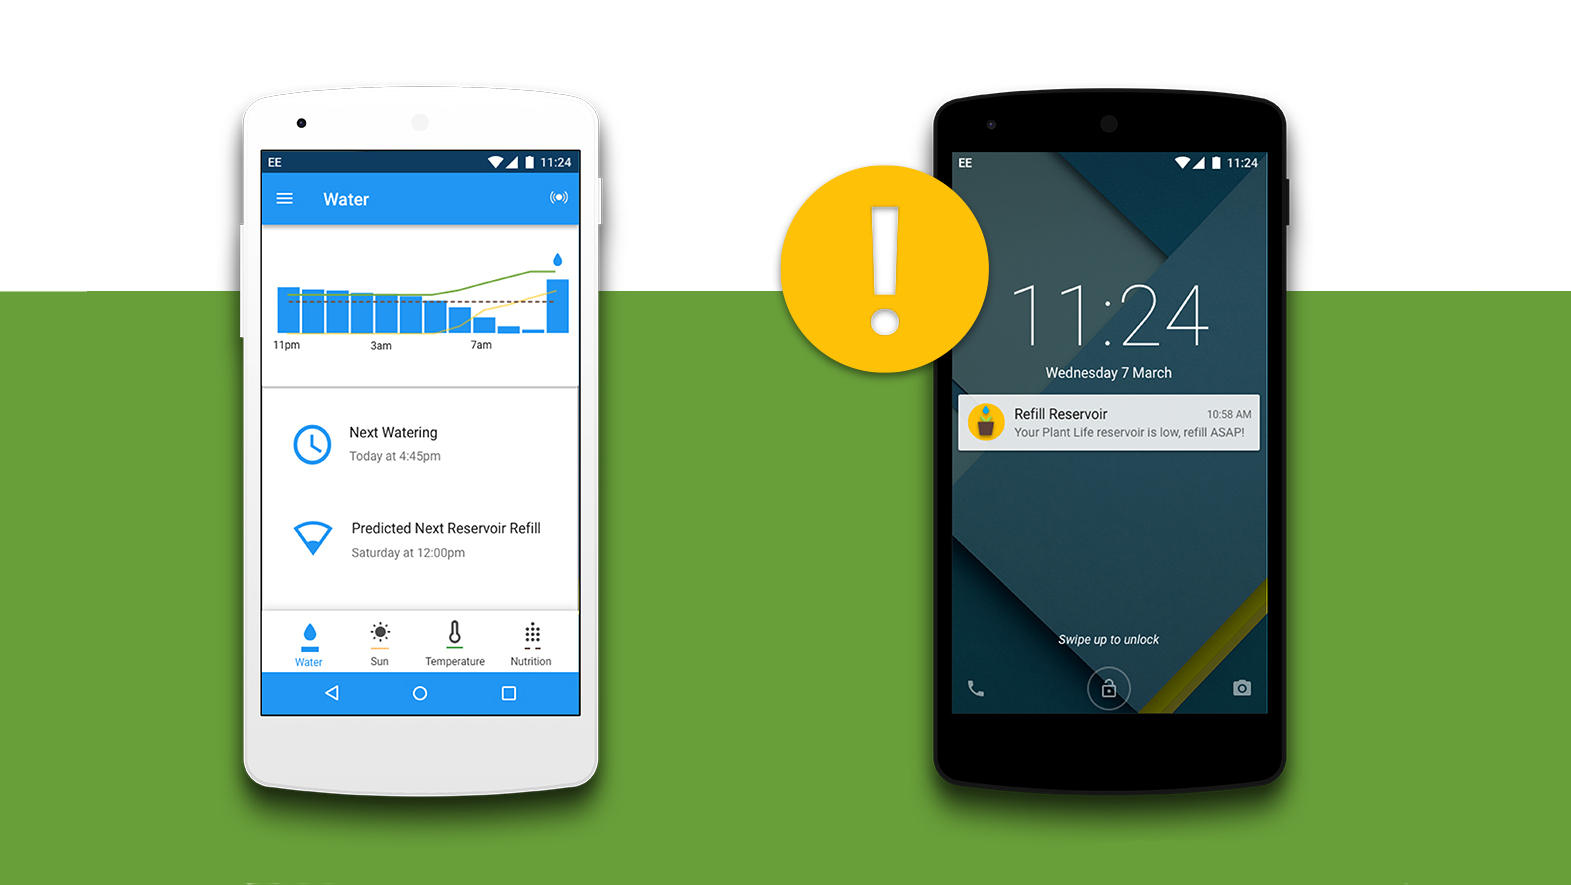 EE 11:24
Water
11pm 3am 7am
Next Watering
Today at 4:45pm
Predicted Next Reservoir Refill
Saturday at 12:00pm
Water Sun Temperature Nutrition
!
EE 11:24
11:24
Wednesday 7 March
Refill Reservoir 10:58 AM
Your Plant Life reservoir is low, refill ASAP!
Swipe up to unlock